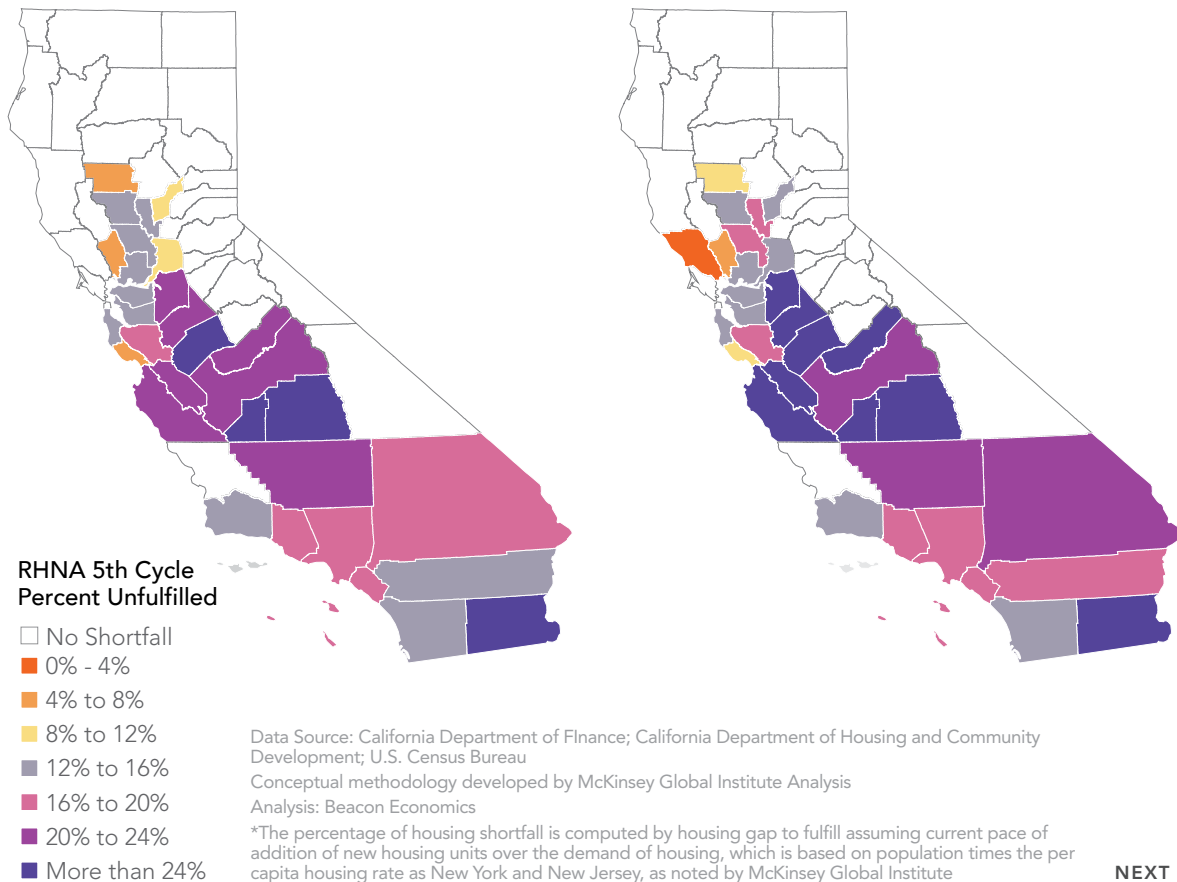 RHNA 5th Cycle
Percent Unfulfilled
No Shortfall
0% - 4%
4% to 8%
8% to 12%
12% to 16%
16% to 20%
20% to 24%
More than 24%
Data Source: California Department of FInance; California Department of Housing and Community
Development; U.S. Census Bureau
Conceptual methodology developed by McKinsey Global Institute Analysis
Analysis: Beacon Economics
*The percentage of housing shortfall is computed by housing gap to fulfill assuming current pace of
addition of new housing units over the demand of housing, which is based on population times the per
capita housing rate as New York and New Jersey, as noted by McKinsey Global Institute
NEXT